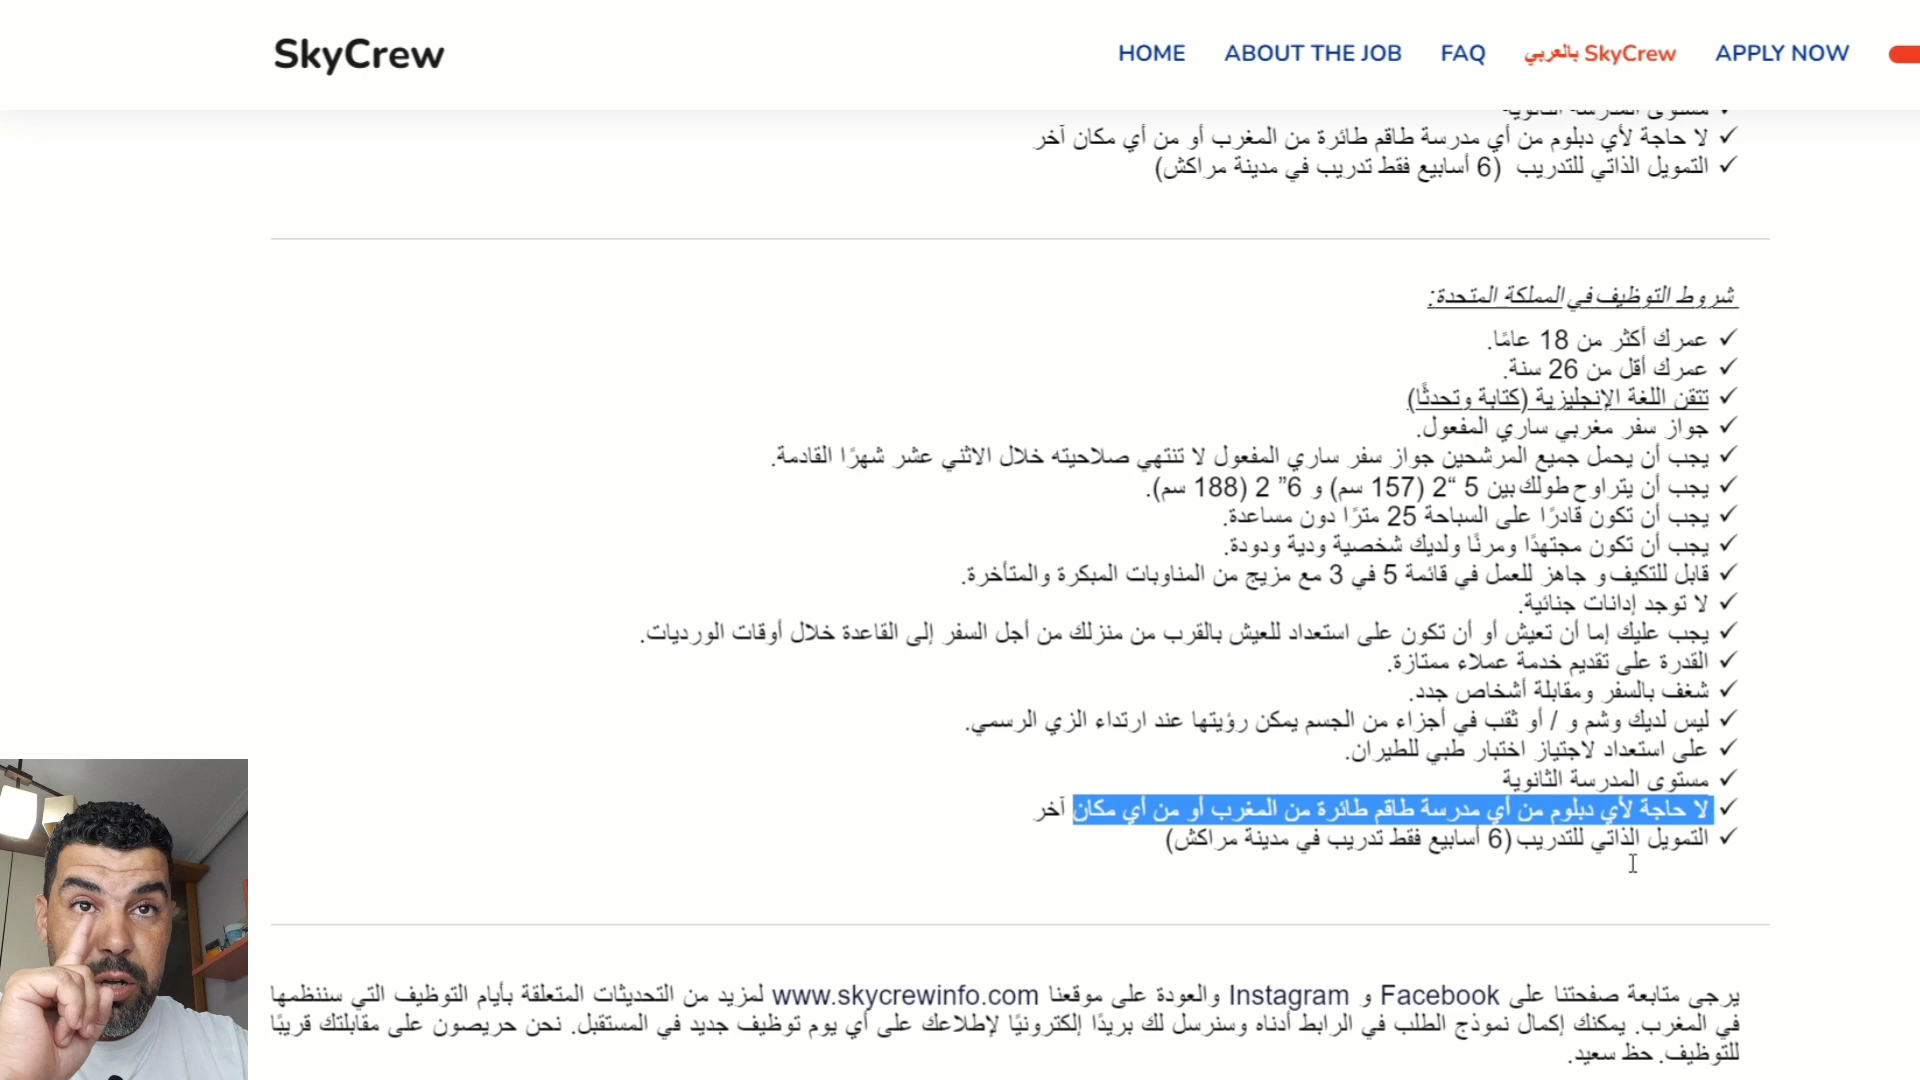 SkyCrew
HOME ABOUT THE JOB FAQ SkyCrew بالعربي APPLY NOW
مستوى المدرسة الثانوية
✓ لا حاجة لأي دبلوم من أي مدرسة طاقم طائرة من المغرب أو من أي مكان آخر
✓ التمويل الذاتي للتدريب (6 أسابيع فقط تدريب في مدينة مراكش)
شروط التوظيف في المملكة المتحدة:
✓ عمرك أكثر من 18 عامًا.
✓ عمرك أقل من 26 سنة.
✓ تتقن اللغة الإنجليزية (كتابة وتحدثًا)
✓ جواز سفر مغربي ساري المفعول.
✓ يجب أن يحمل جميع المرشحين جواز سفر ساري المفعول لا تنتهي صلاحيته خلال الاثني عشر شهرًا القادمة.
✓ يجب أن يتراوح طولك بين 5 “2 (157 سم) و 6” 2 (188 سم).
✓ يجب أن تكون قادرًا على السباحة 25 مترًا دون مساعدة.
✓ يجب أن تكون مجتهدًا ومرنًا ولديك شخصية ودية ودودة.
✓ قابل للتكيف و جاهز للعمل في قائمة 5 في 3 مع مزيج من المناوبات المبكرة والمتأخرة.
✓ لا توجد إدانات جنائية.
✓ يجب عليك إما أن تعيش أو أن تكون على استعداد للعيش بالقرب من منزلك من أجل السفر إلى القاعدة خلال أوقات الورديات.
✓ القدرة على تقديم خدمة عملاء ممتازة.
✓ شغف بالسفر ومقابلة أشخاص جدد.
✓ ليس لديك وشم و / أو ثقب في أجزاء من الجسم يمكن رؤيتها عند ارتداء الزي الرسمي.
✓ على استعداد لاجتياز اختبار طبي للطيران.
✓ مستوى المدرسة الثانوية
✓ لا حاجة لأي دبلوم من أي مدرسة طاقم طائرة من المغرب أو من أي مكان آخر
✓ التمويل الذاتي للتدريب (6 أسابيع فقط تدريب في مدينة مراكش)
يرجى متابعة صفحتنا على Facebook و Instagram والعودة على موقعنا www.skycrewinfo.com لمزيد من التحديثات المتعلقة بأيام التوظيف التي سننظمها
في المغرب. يمكنك إكمال نموذج الطلب في الرابط أدناه وسنرسل لك بريدًا إلكترونيًا لإطلاعك على أي يوم توظيف جديد في المستقبل. نحن حريصون على مقابلتك قريبًا
للتوظيف. حظ سعيد.